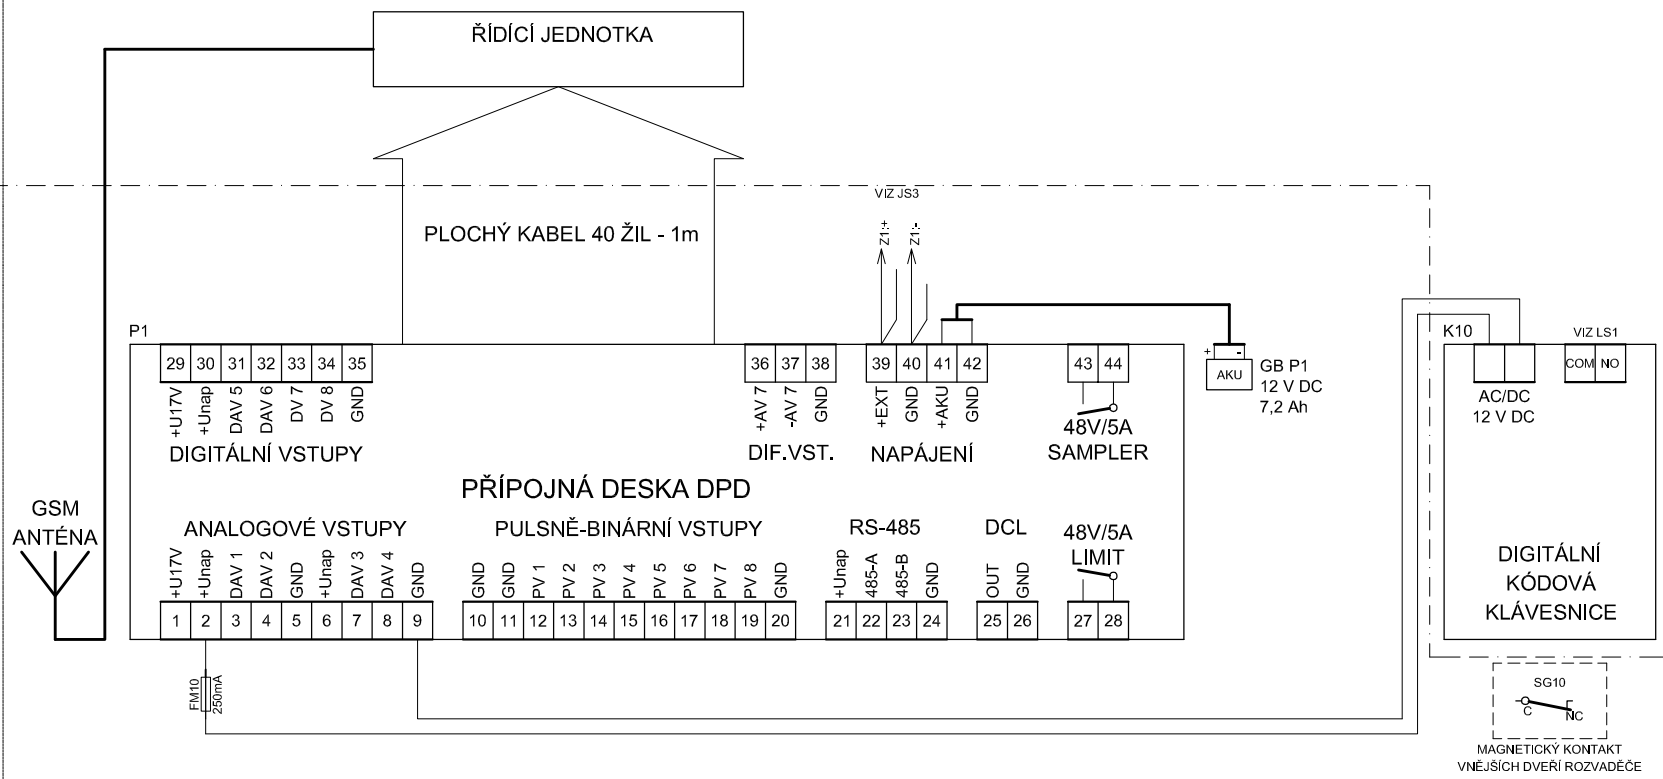 ŘÍDÍCÍ JEDNOTKA
VIZ JS3
PLOCHÝ KABEL 40 ŽIL - 1m
Z1:+
Z1:-
P1
K10
VIZ LS1
29 30 31 32 33 34 35
36 37 38
39 40 41 42
43 44
+ -
AKU
GB P1
12 V DC
7,2 Ah
COM NO
+U17V
+Unap
DAV 5
DAV 6
DV 7
DV 8
GND
+AV 7
-AV 7
GND
+EXT
GND
+AKU
GND
AC/DC
12 V DC
DIGITÁLNÍ VSTUPY
DIF.VST.
NAPÁJENÍ
48V/5A
SAMPLER
PŘÍPOJNÁ DESKA DPD
GSM
ANTÉNA
ANALOGOVÉ VSTUPY
PULSNĚ-BINÁRNÍ VSTUPY
RS-485
DCL
48V/5A
LIMIT
DIGITÁLNÍ
KÓDOVÁ
KLÁVESNICE
+U17V
+Unap
DAV 1
DAV 2
GND
+Unap
DAV 3
DAV 4
GND
GND
GND
PV 1
PV 2
PV 3
PV 4
PV 5
PV 6
PV 7
PV 8
GND
+Unap
485-A
485-B
GND
OUT
GND
1 2 3 4 5 6 7 8 9
10 11 12 13 14 15 16 17 18 19 20
21 22 23 24
25 26
27 28
FM10
250mA
SG10
C
NC
MAGNETICKÝ KONTAKT
VNĚJŠÍCH DVEŘÍ ROZVADĚČE